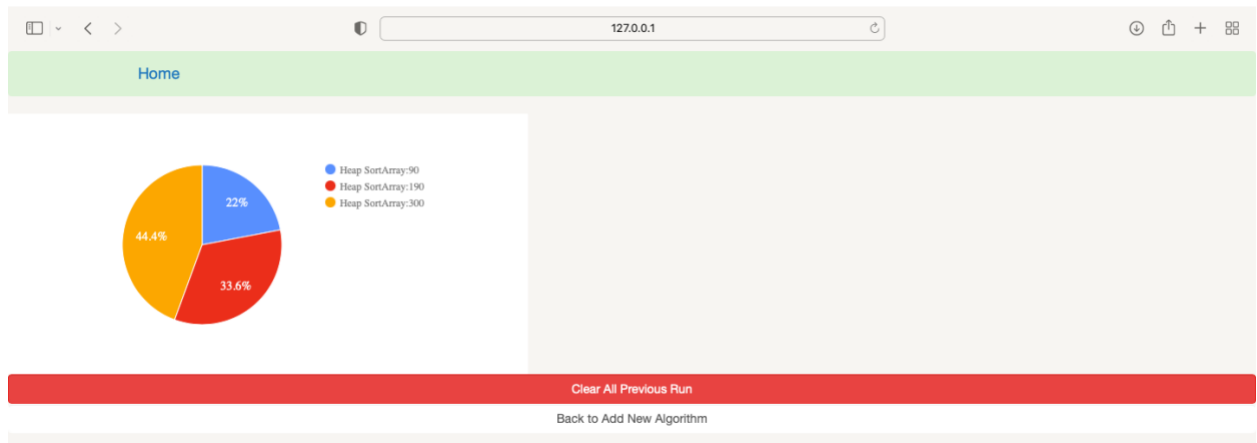 127.0.0.1
Home
Heap SortArray:90
Heap SortArray:190
Heap SortArray:300
22%
44.4%
33.6%
Clear All Previous Run
Back to Add New Algorithm